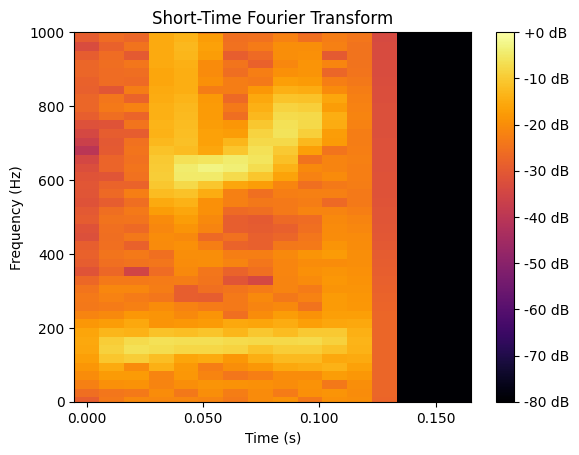 Short-Time Fourier Transform
Frequency (Hz)
1000
800
600
400
200
0
0.000
0.050
0.100
0.150
Time (s)
+0 dB
-10 dB
-20 dB
-30 dB
-40 dB
-50 dB
-60 dB
-70 dB
-80 dB